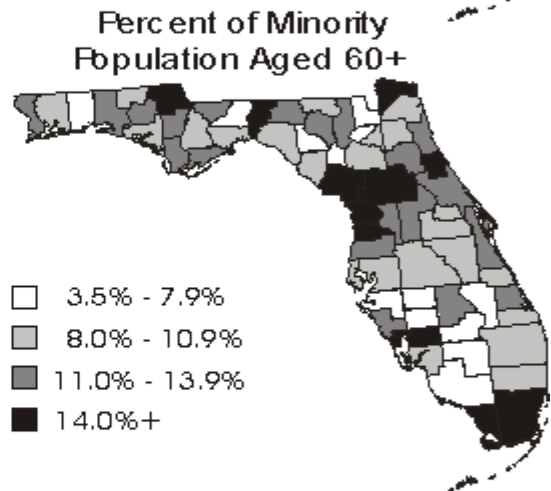 Percent of Minority
Population Aged 60+
3.5% - 7.9%
8.0% - 10.9%
11.0% - 13.9%
14.0%+